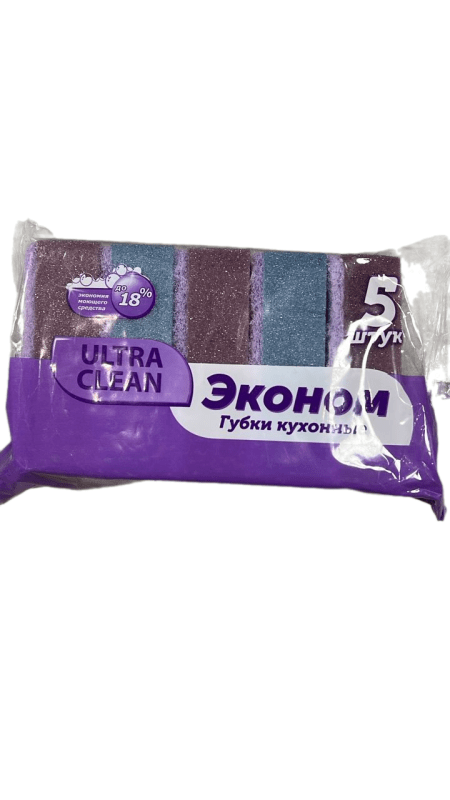 экономия
моющего
средства
до
18%
5
штук
ULTRA
CLEAN
Эконом
Губки кухонные